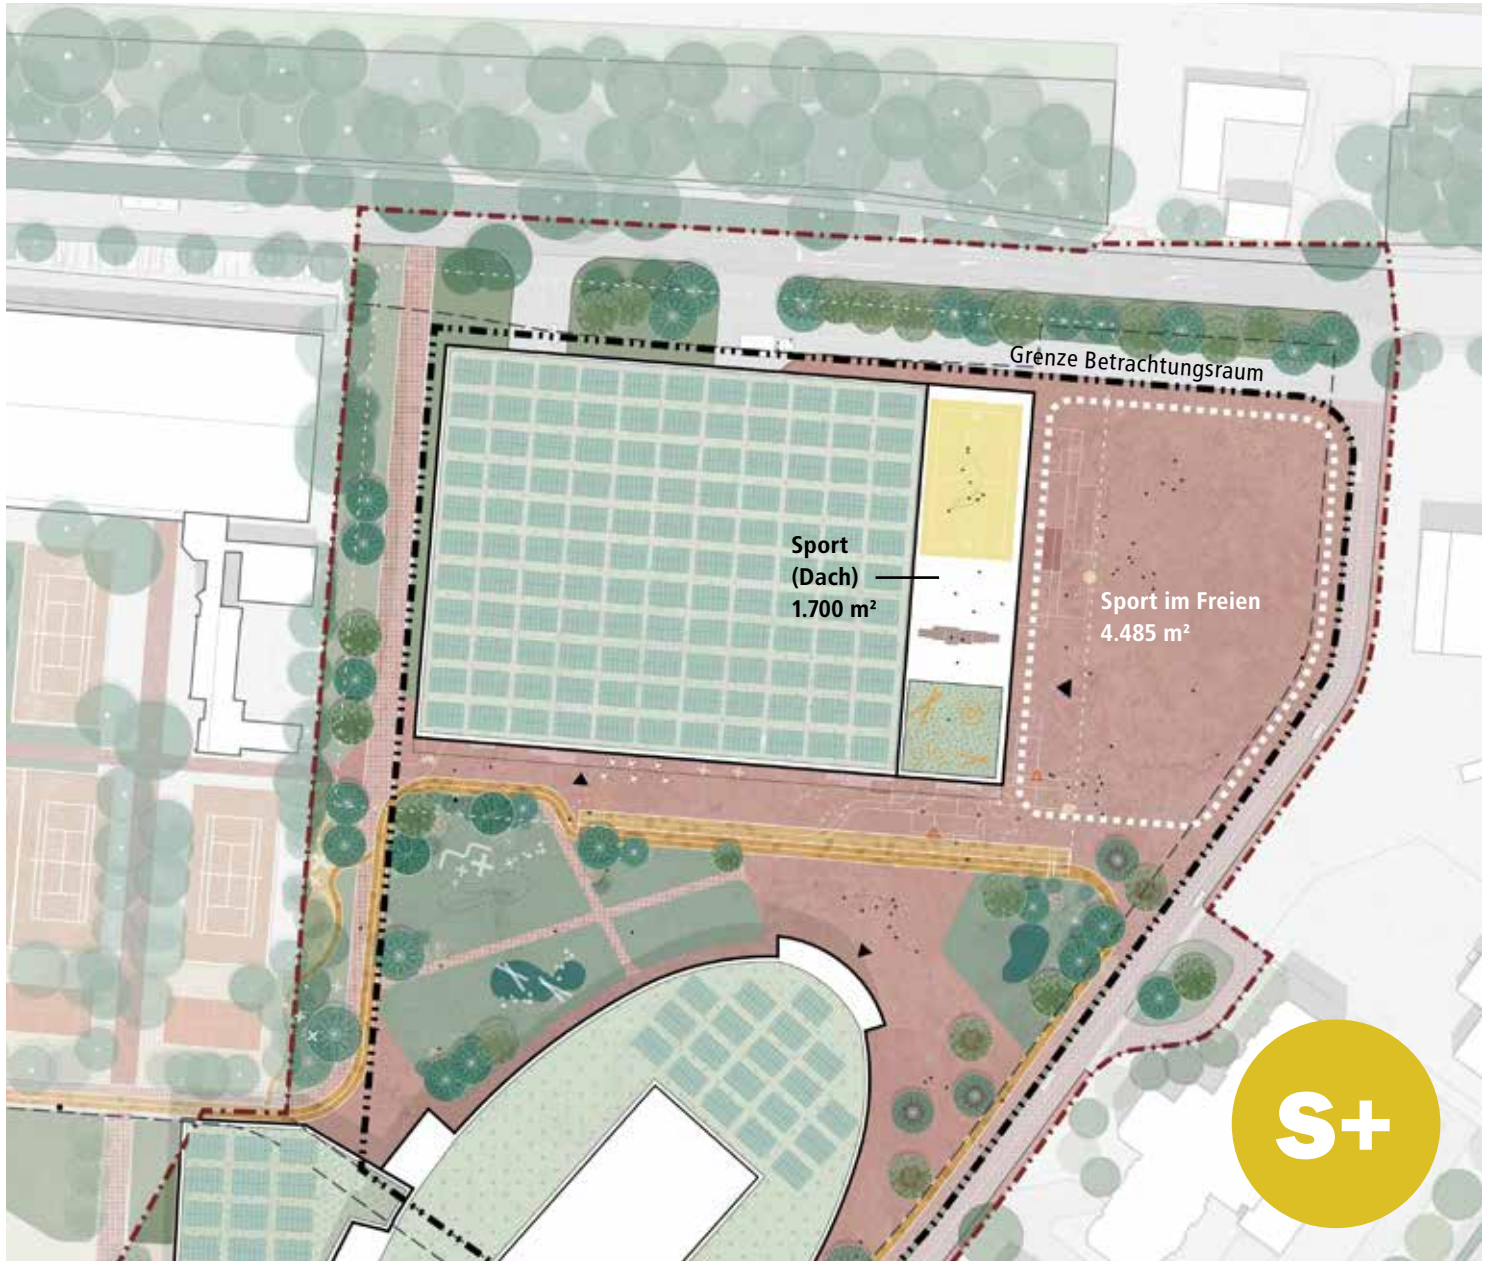 Grenze Betrachtungsraum
Sport
(Dach)
1.700 m²
Sport im Freien
4.485 m²
S+